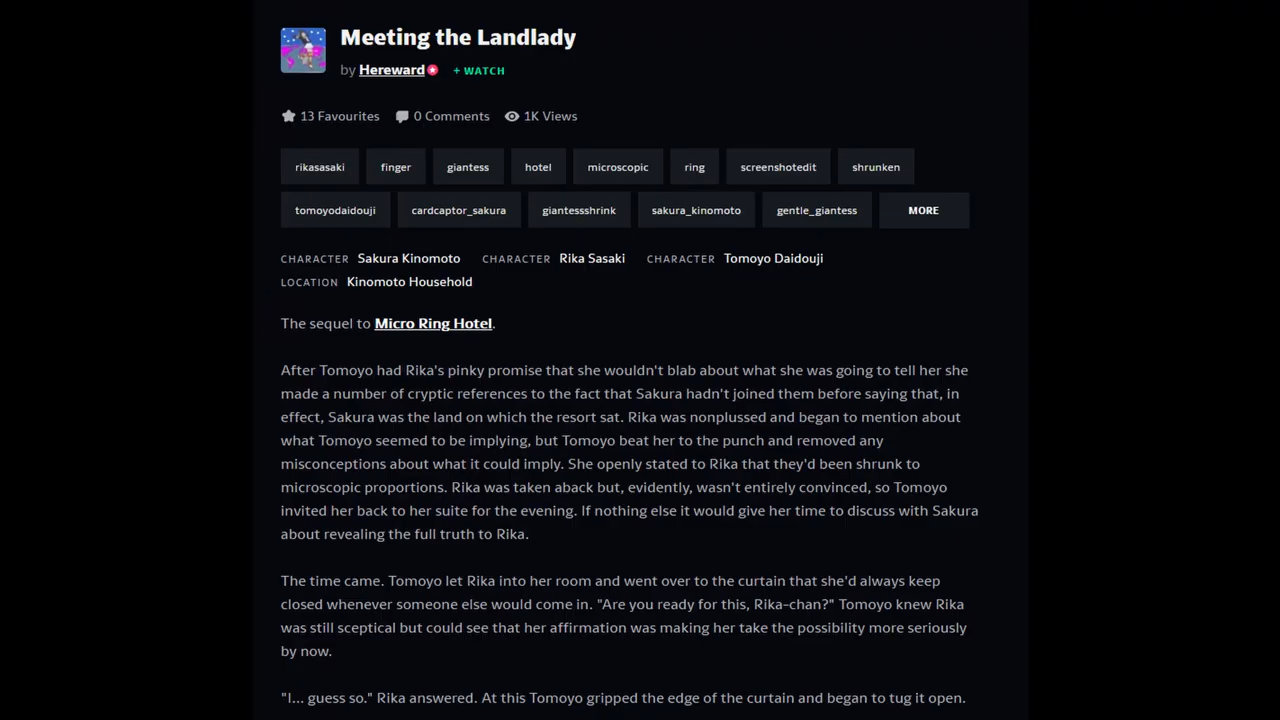 Meeting the Landlady
by Hereward + WATCH
13 Favourites 0 Comments 1K Views
rikasasaki finger giantess hotel microscopic ring screenshotedit shrunken
tomoyodaidouji cardcaptor_sakura giantessshrink sakura_kinomoto gentle_giantess MORE
CHARACTER Sakura Kinomoto CHARACTER Rika Sasaki CHARACTER Tomoyo Daidouji
LOCATION Kinomoto Household
The sequel to Micro Ring Hotel.
After Tomoyo had Rika's pinky promise that she wouldn't blab about what she was going to tell her she
made a number of cryptic references to the fact that Sakura hadn't joined them before saying that, in
effect, Sakura was the land on which the resort sat. Rika was nonplussed and began to mention about
what Tomoyo seemed to be implying, but Tomoyo beat her to the punch and removed any
misconceptions about what it could imply. She openly stated to Rika that they'd been shrunk to
microscopic proportions. Rika was taken aback but, evidently, wasn't entirely convinced, so Tomoyo
invited her back to her suite for the evening. If nothing else it would give her time to discuss with Sakura
about revealing the full truth to Rika.
The time came. Tomoyo let Rika into her room and went over to the curtain that she'd always keep
closed whenever someone else would come in. "Are you ready for this, Rika-chan?" Tomoyo knew Rika
was still sceptical but could see that her affirmation was making her take the possibility more seriously
by now.
"I... guess so." Rika answered. At this Tomoyo gripped the edge of the curtain and began to tug it open.